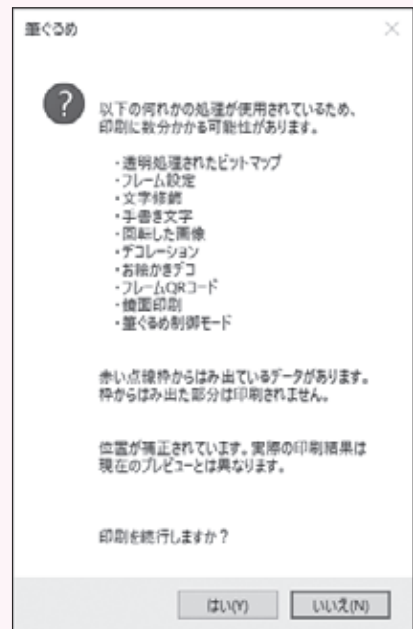 筆ぐるめ
以下の何れかの処理が使用されているため、
印刷に数分かかる可能性があります。
・透明処理されたビットマップ
・フレーム設定
・文字修飾
・手書き文字
・回転した画像
・デコレーション
・お絵かきデコ
・フレームQRコード
・鏡面印刷
・筆ぐるめ制御モード
赤い点線枠からはみ出ているデータがあります。
枠からはみ出た部分は印刷されません。
位置が補正されています。実際の印刷結果は
現在のプレビューとは異なります。
印刷を続行しますか？
はい(Y)
いいえ(N)